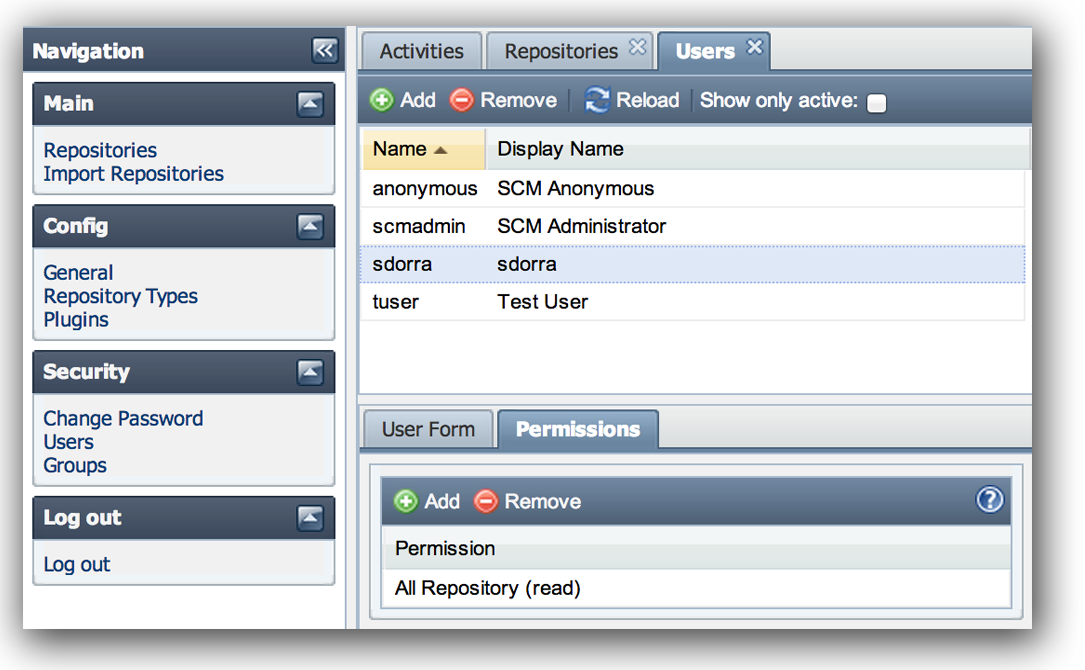 Navigation
Main
Repositories
Import Repositories
Config
General
Repository Types
Plugins
Security
Change Password
Users
Groups
Log out
Log out
Activities Repositories Users
Add Remove Reload Show only active:
Name Display Name
anonymous SCM Anonymous
scmadmin SCM Administrator
sdorra sdorra
tuser Test User
User Form Permissions
Add Remove ?
Permission
All Repository (read)